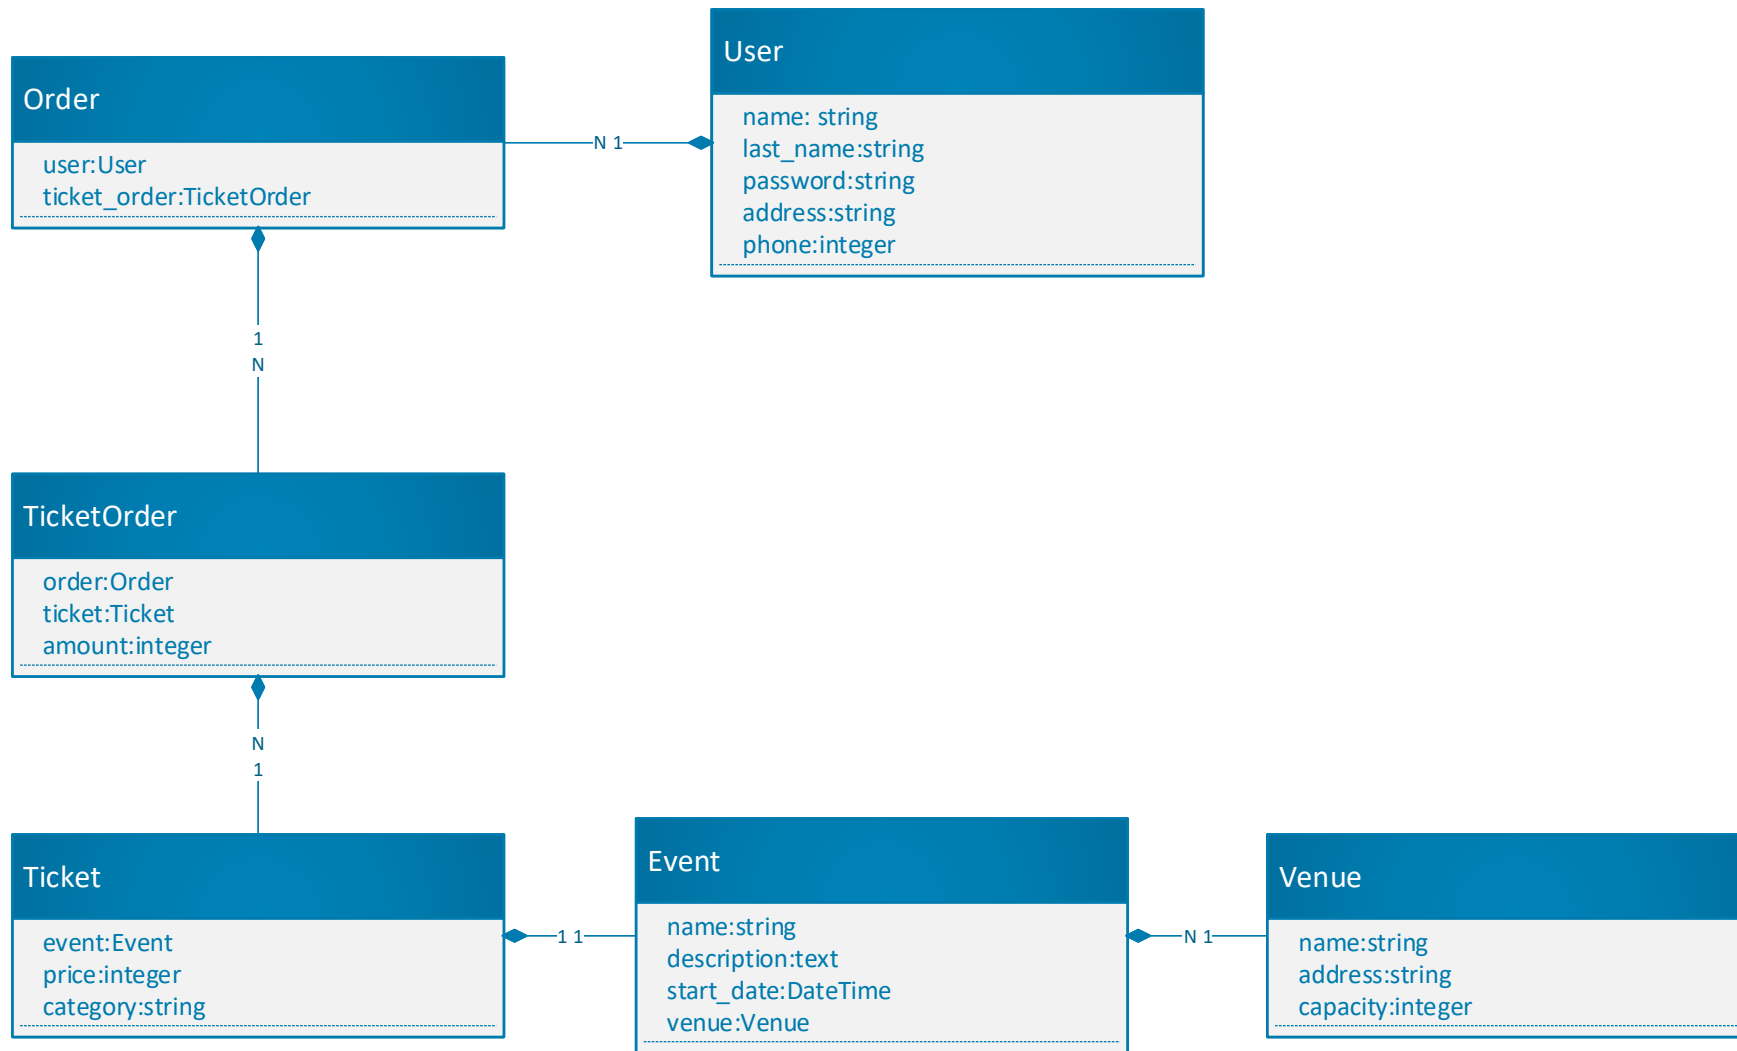 Order
user:User
ticket_order:TicketOrder
N 1
User
name: string
last_name:string
password:string
address:string
phone:integer
1
N
TicketOrder
order:Order
ticket:Ticket
amount:integer
N
1
Ticket
event:Event
price:integer
category:string
1 1
Event
name:string
description:text
start_date:DateTime
venue:Venue
N 1
Venue
name:string
address:string
capacity:integer